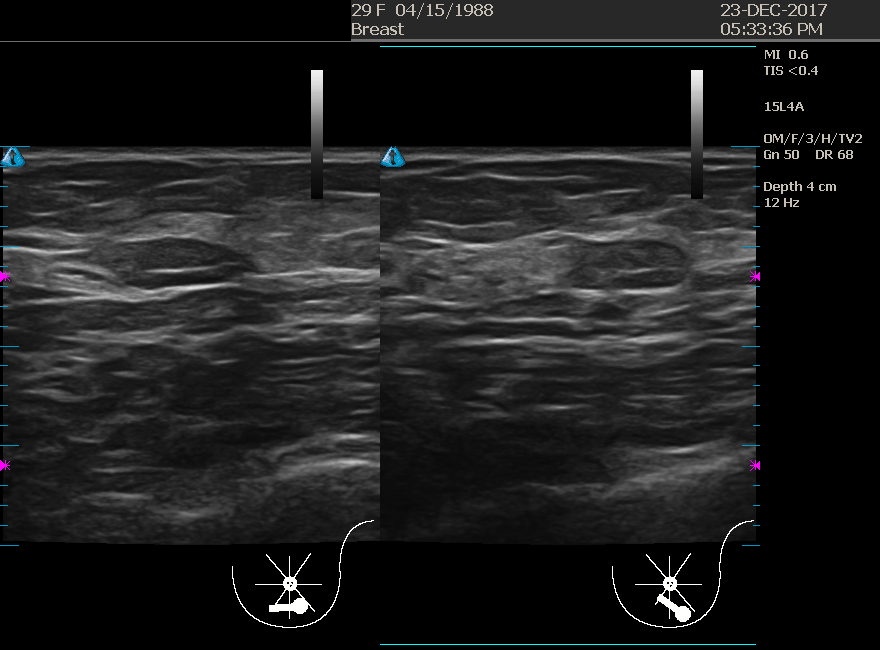 29 F 04/15/1988
23-DEC-2017
Breast
05:33:36 PM
MI 0.6
TIS <0.4
15L4A
OM/F/3/H/TV2
Gn 50 DR 68
Depth 4 cm
12 Hz